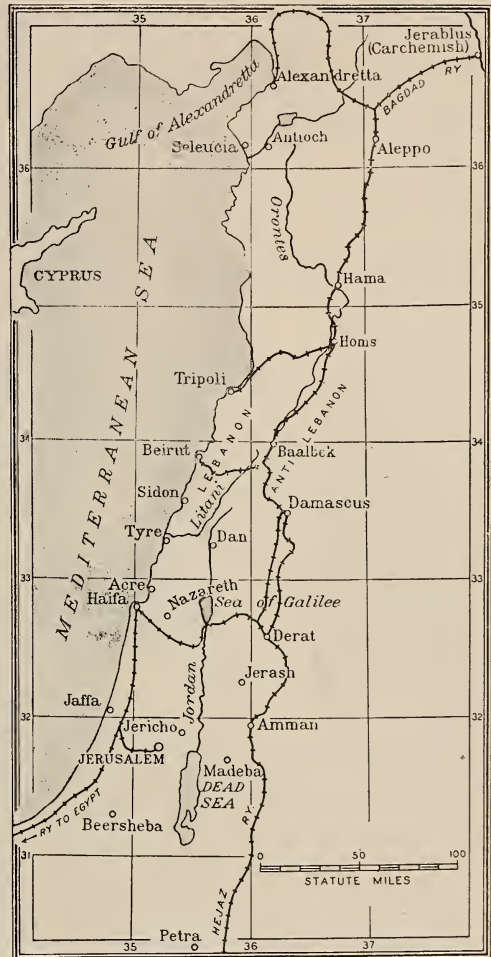 35 36 37
Jerablus
(Carchemish)
Alexandretta
Gulf of Alexandretta
BAGDAD RY
Seleucia
Antioch
Aleppo
36 36
Orontes
CYPRUS
Hama
35
Homs
Tripoli
MEDITERRANEAN SEA
LEBANON
ANTI LEBANON
34 34
Beirut
Baalbek
Sidon
Litani
Damascus
Tyre
Dan
33 33
Acre
Haifa
Nazareth
Sea of Galilee
Derat
Jordan
Jerash
Jaffa
32 32
Jericho
Amman
JERUSALEM
Madeba
DEAD
SEA
RY TO EGYPT
Beersheba
31 31
0 50 100
STATUTE MILES
HEJAZ RY.
Petra
35 36 37